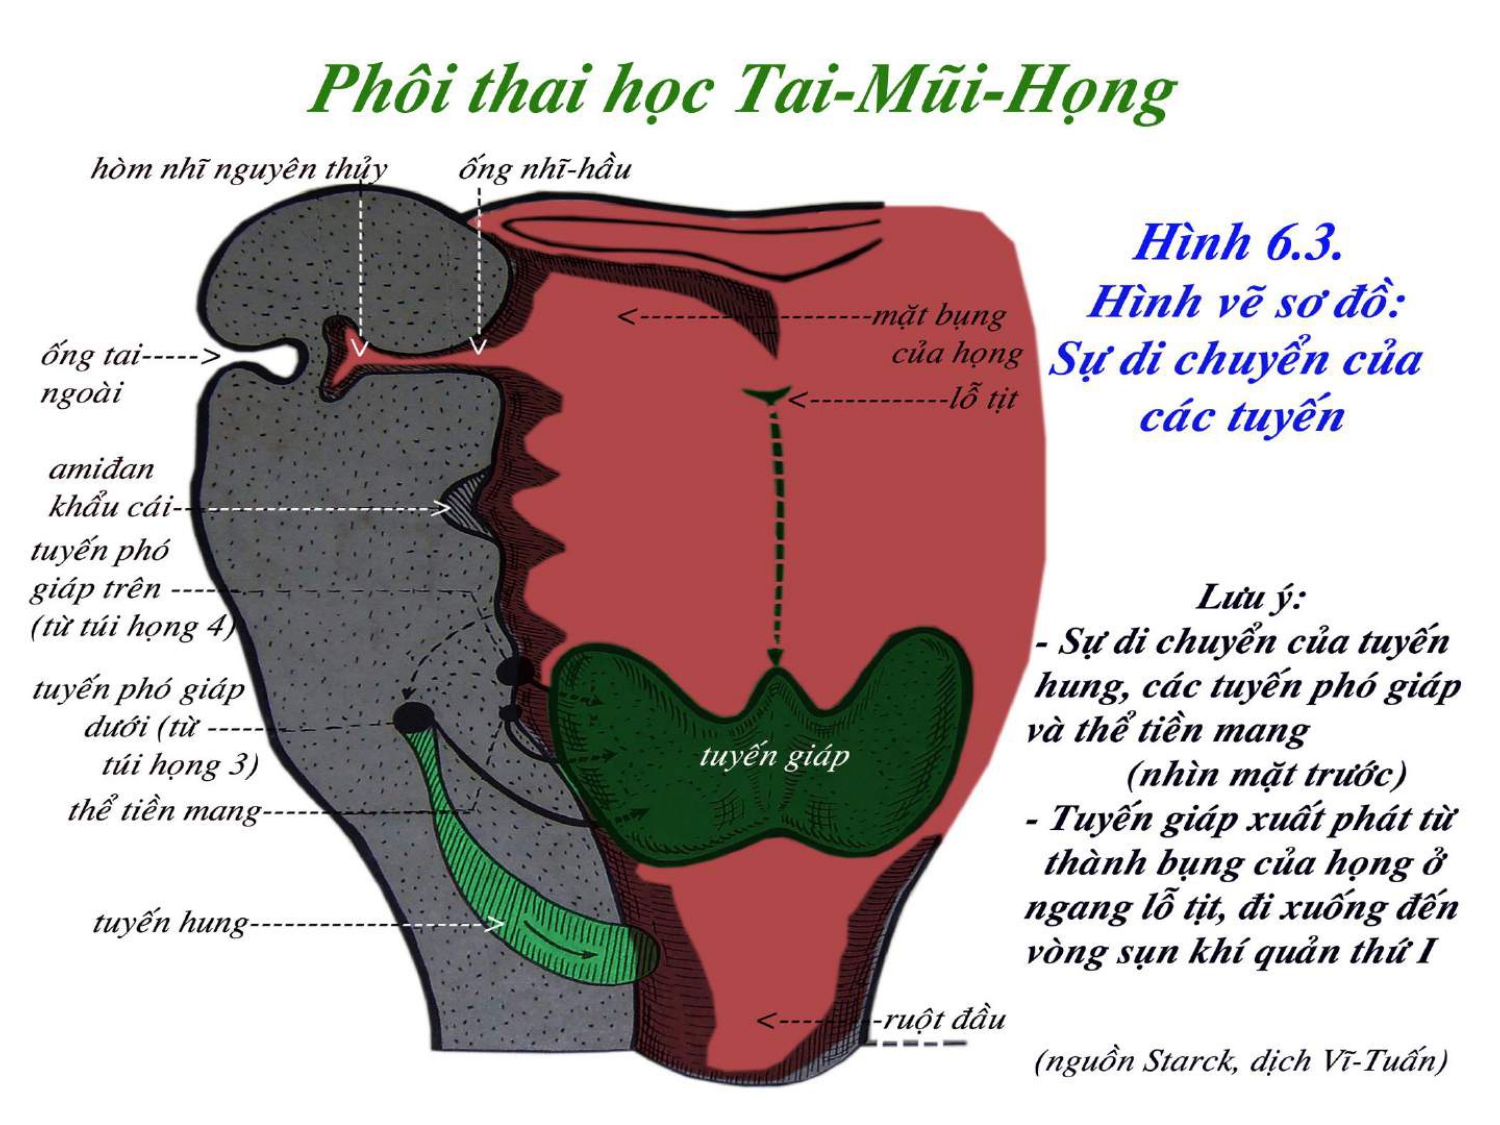 Phôi thai học Tai-Mũi-Họng
hòm nhĩ nguyên thủy
ống nhĩ-hầu
Hình 6.3.
Hình vẽ sơ đồ:
Sự di chuyển của
các tuyến
mặt bụng
của họng
lỗ tịt
ống tai
ngoài
amiđan
khẩu cái
tuyến phó
giáp trên
(từ túi họng 4)
tuyến phó giáp
dưới (từ
túi họng 3)
thể tiền mang
tuyến giáp
tuyến hung
ruột đầu
Lưu ý:
- Sự di chuyển của tuyến
hung, các tuyến phó giáp
và thể tiền mang
(nhìn mặt trước)
- Tuyến giáp xuất phát từ
thành bụng của họng ở
ngang lỗ tịt, đi xuống đến
vòng sụn khí quản thứ I
(nguồn Starck, dịch Vĩ-Tuấn)